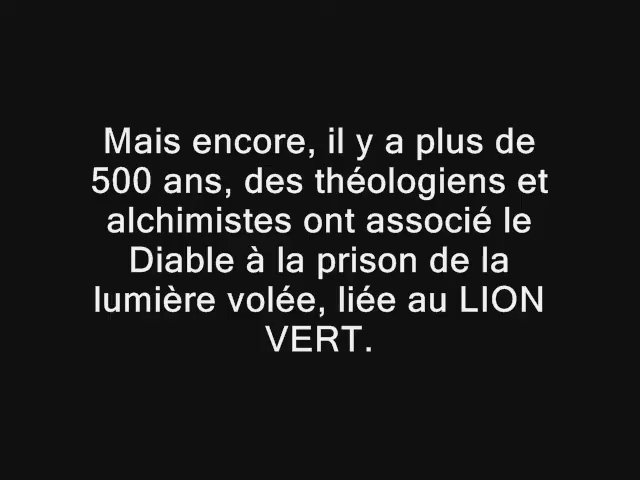 Mais encore, il y a plus de
500 ans, des théologiens et
alchimistes ont associé le
Diable à la prison de la
lumière volée, liée au LION
VERT.